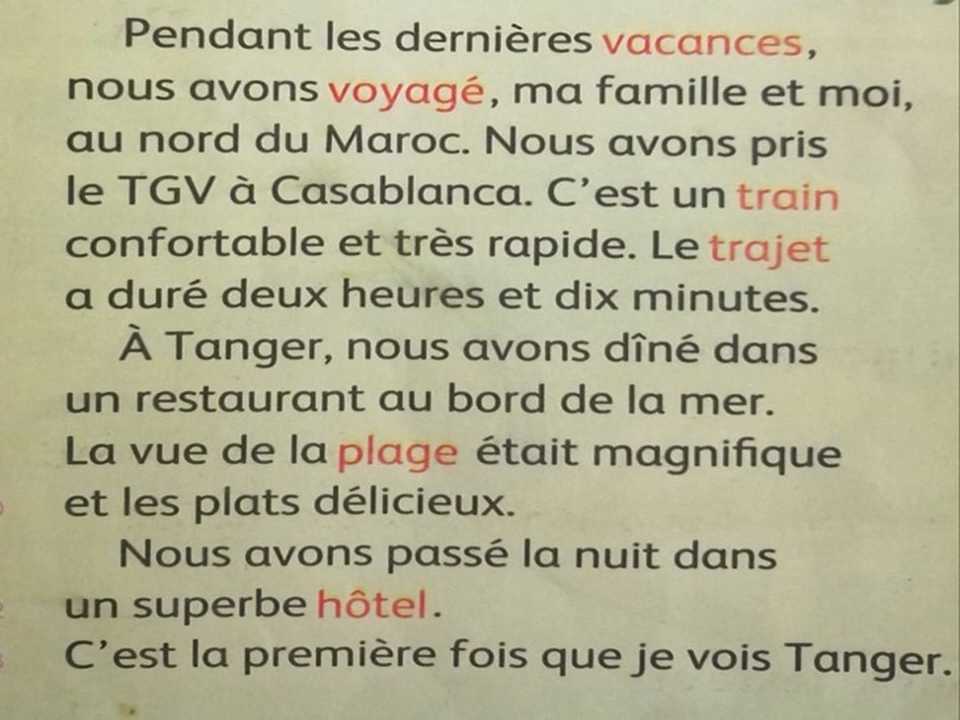 Pendant les dernières vacances,
nous avons voyagé, ma famille et moi,
au nord du Maroc. Nous avons pris
le TGV à Casablanca. C’est un train
confortable et très rapide. Le trajet
a duré deux heures et dix minutes.
À Tanger, nous avons dîné dans
un restaurant au bord de la mer.
La vue de la plage était magnifique
et les plats délicieux.
Nous avons passé la nuit dans
un superbe hôtel.
C’est la première fois que je vois Tanger.